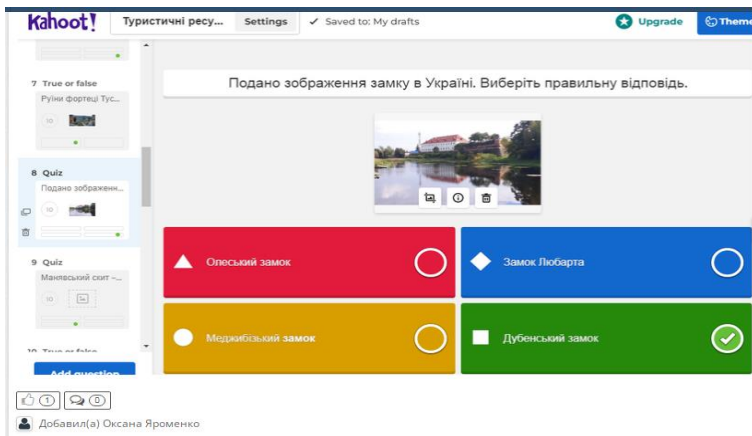 Kahoot!
Туристичні ресу...
Settings
✓ Saved to: My drafts
Upgrade
Theme
7 True or false
Руїни фортеці Тус...
10
8 Quiz
Подано зображенн...
10
9 Quiz
Манявський скит –...
10
10 True or false
Add question
Подано зображення замку в Україні. Виберіть правильну відповідь.
Олеський замок
Замок Любарта
Меджибізький замок
Дубенський замок
1
0
Добавил(а) Оксана Яроменко